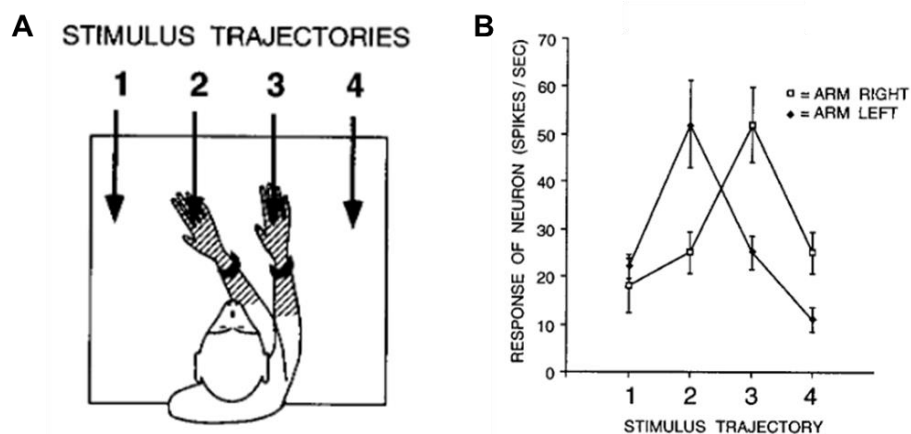 A
STIMULUS TRAJECTORIES
1 2 3 4
B
RESPONSE OF NEURON (SPIKES / SEC)
70
60
50
40
30
20
10
0
1 2 3 4
STIMULUS TRAJECTORY
= ARM RIGHT
= ARM LEFT